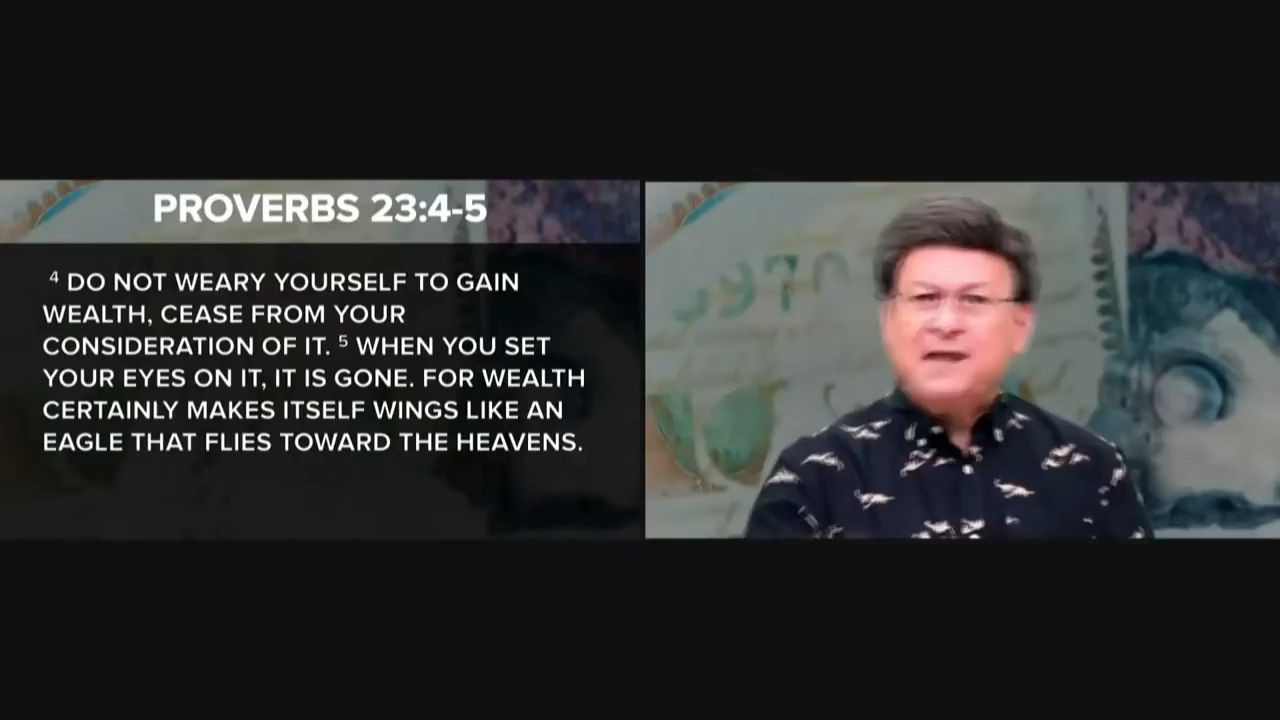 PROVERBS 23:4-5
⁴ DO NOT WEARY YOURSELF TO GAIN
WEALTH, CEASE FROM YOUR
CONSIDERATION OF IT. ⁵ WHEN YOU SET
YOUR EYES ON IT, IT IS GONE. FOR WEALTH
CERTAINLY MAKES ITSELF WINGS LIKE AN
EAGLE THAT FLIES TOWARD THE HEAVENS.